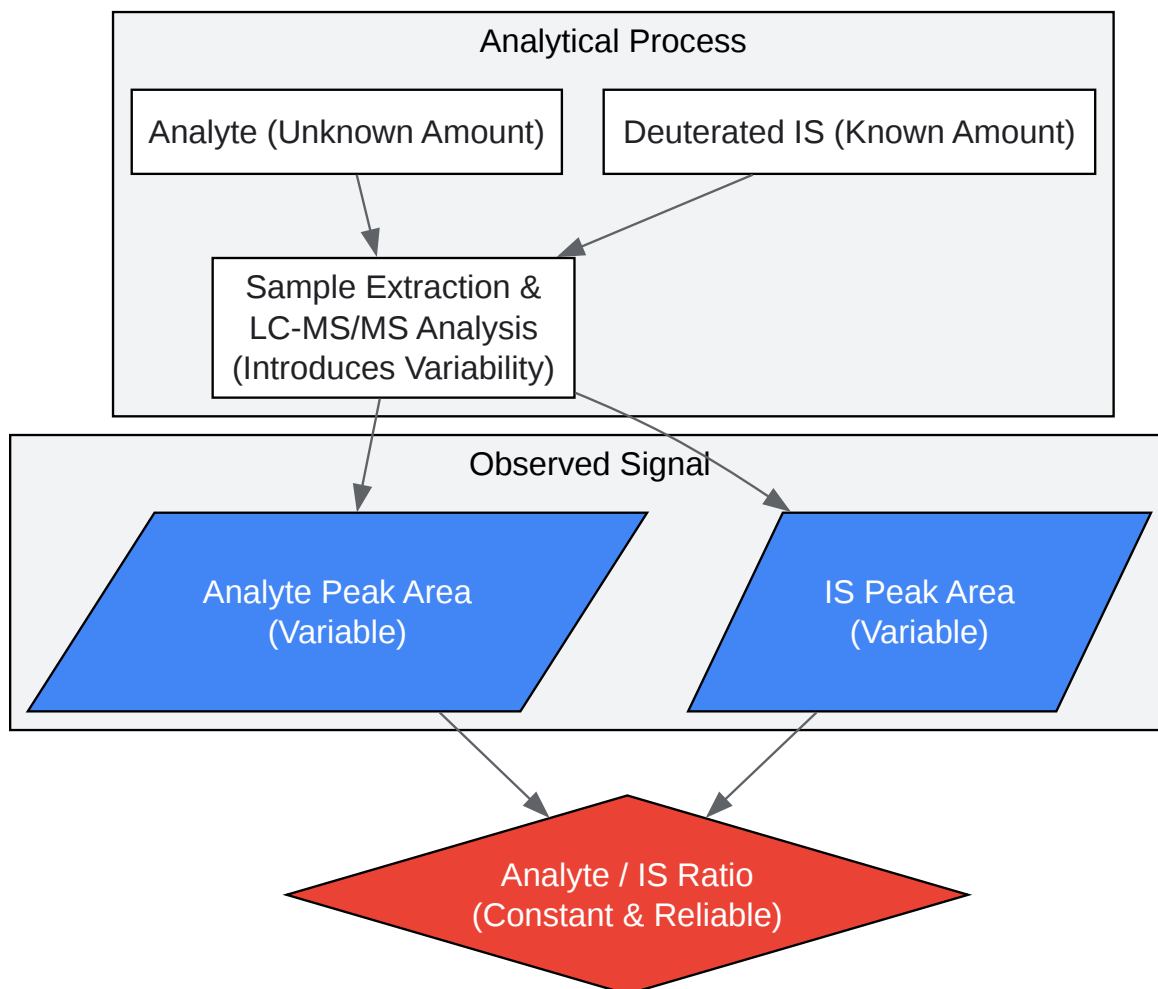 Analytical Process
Analyte (Unknown Amount)
Deuterated IS (Known Amount)
Sample Extraction &
LC-MS/MS Analysis
(Introduces Variability)
Observed Signal
Analyte Peak Area
(Variable)
IS Peak Area
(Variable)
Analyte / IS Ratio
(Constant & Reliable)